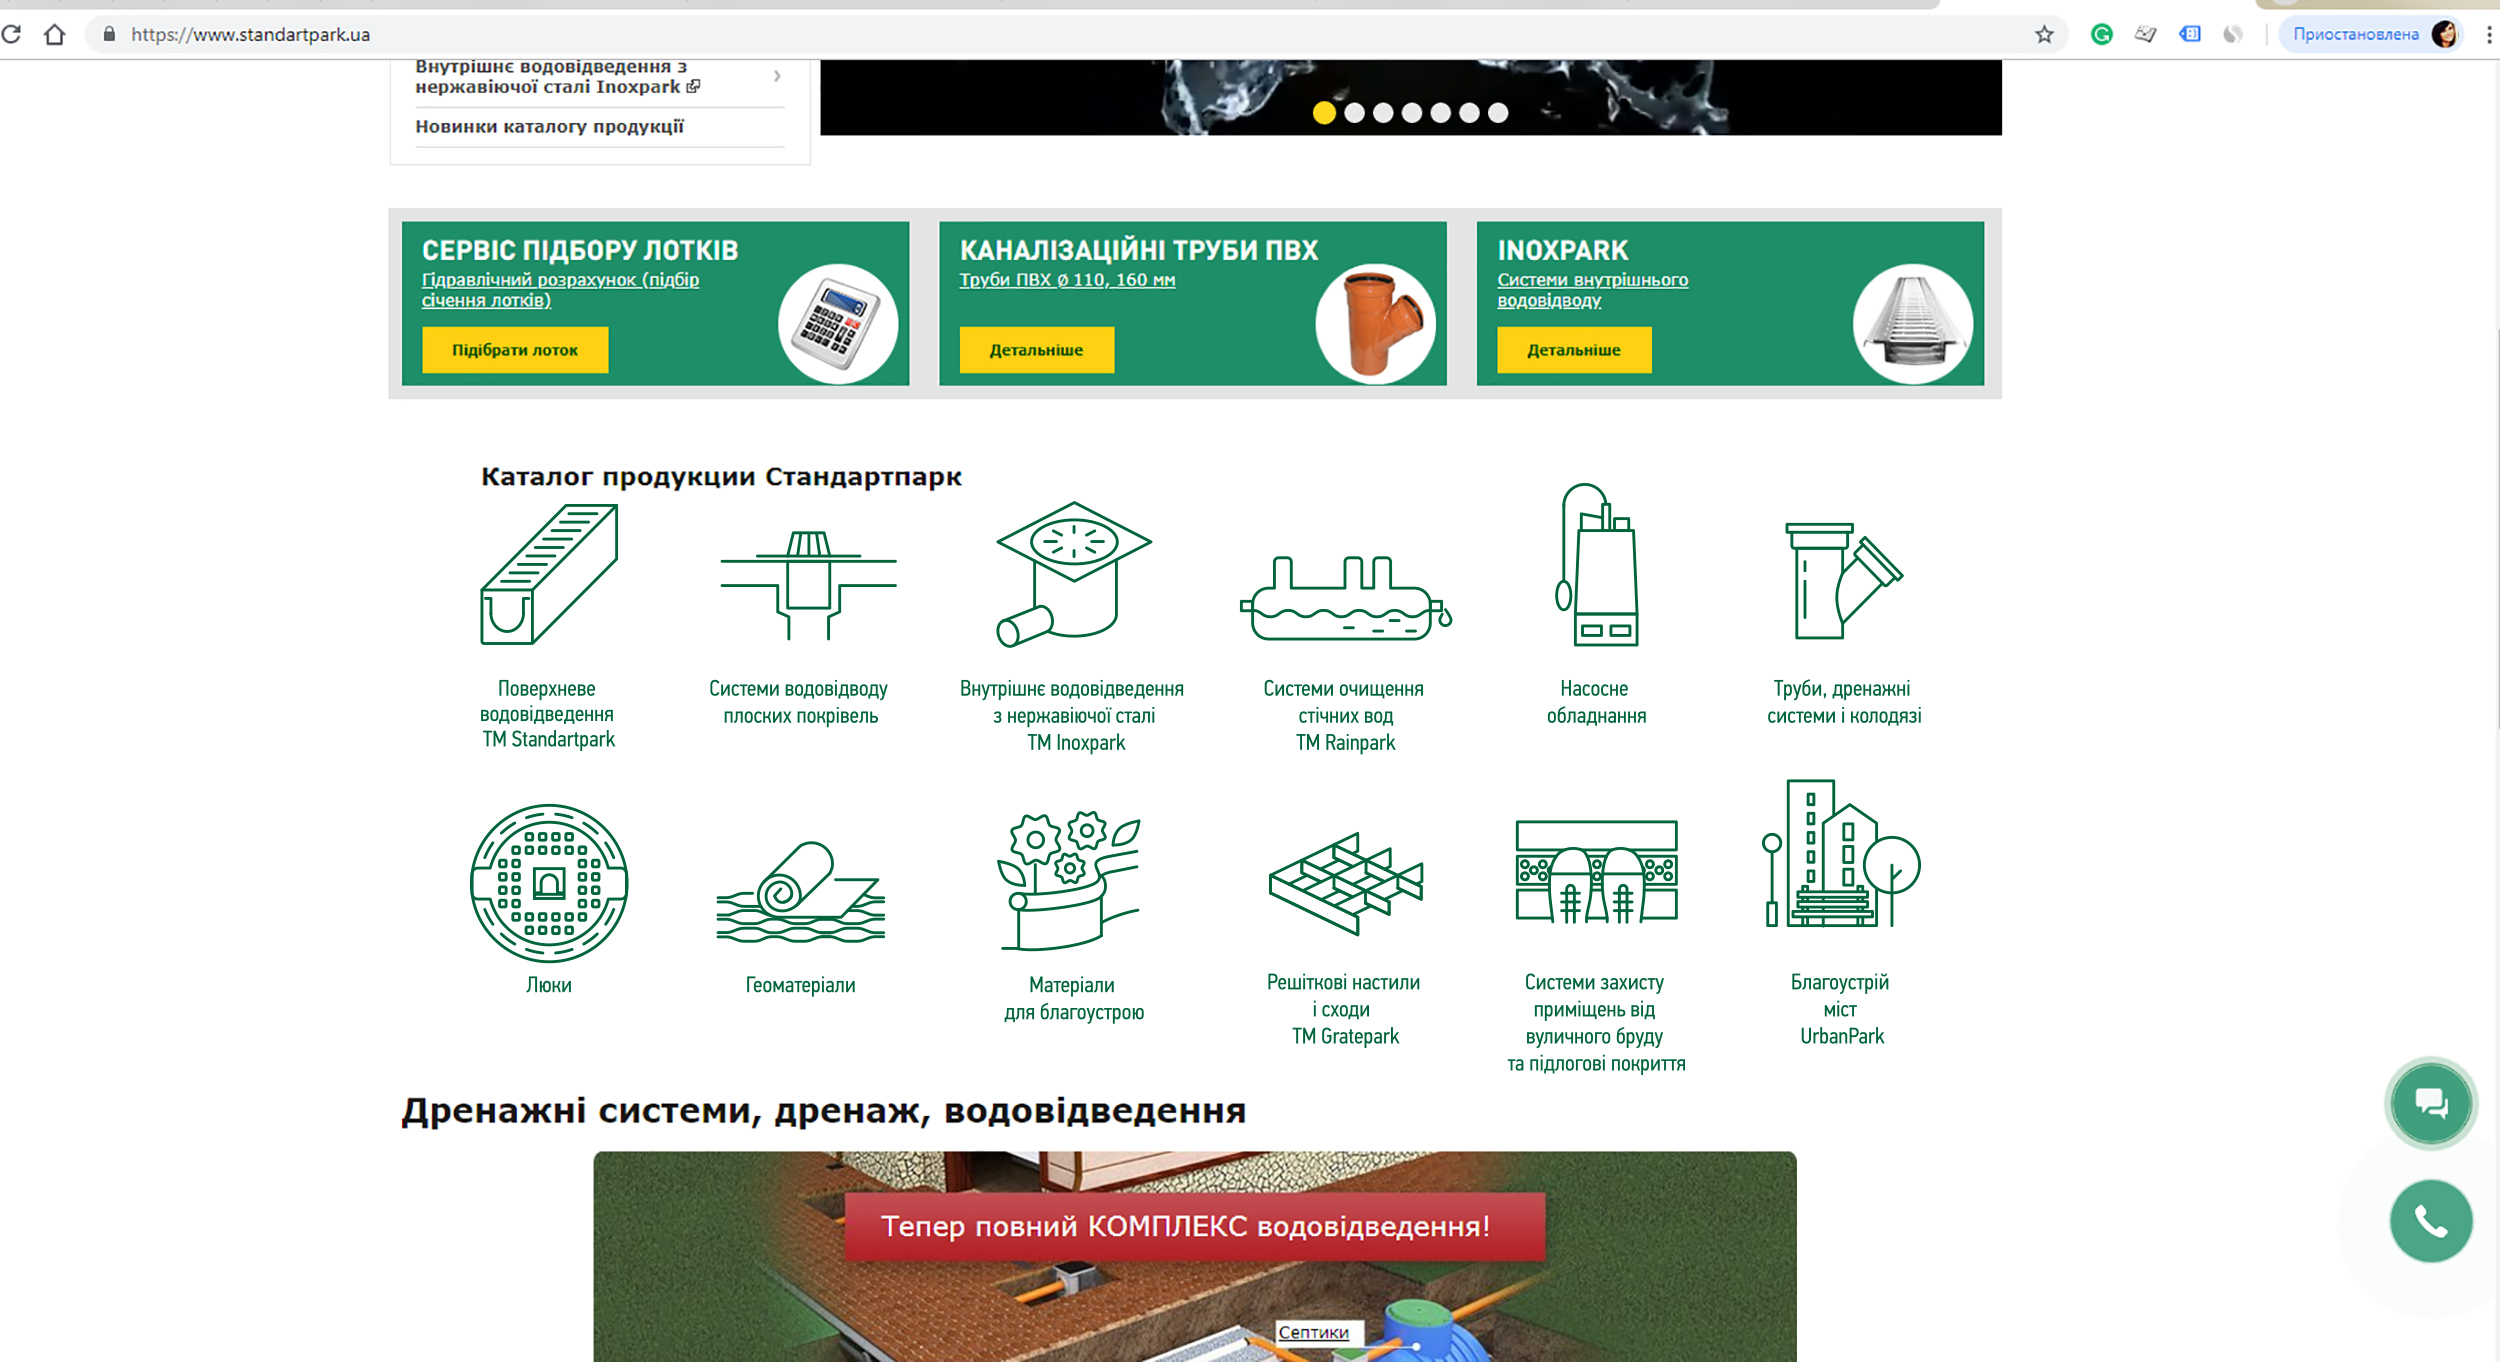 https://www.standartpark.ua
Приостановлена
Внутрішнє водовідведення з
нержавіючої сталі Inoxpark
Новинки каталогу продукції
СЕРВІС ПІДБОРУ ЛОТКІВ
Гідравлічний розрахунок (підбір
січення лотків)
Підібрати лоток
КАНАЛІЗАЦІЙНІ ТРУБИ ПВХ
Труби ПВХ ϕ 110, 160 мм
Детальніше
INOXPARK
Системи внутрішнього
водовідводу
Детальніше
Каталог продукции Стандартпарк
Поверхневе
водовідведення
ТМ Standartpark
Системи водовідводу
плоских покрівель
Внутрішнє водовідведення
з нержавіючої сталі
ТМ Inoxpark
Системи очищення
стічних вод
ТМ Rainpark
Насосне
обладнання
Труби, дренажні
системи і колодязі
Люки
Геоматеріали
Матеріали
для благоустрою
Решіткові настили
і сходи
ТМ Gratepark
Системи захисту
приміщень від
вуличного бруду
та підлогові покриття
Благоустрій
міст
UrbanPark
Дренажні системи, дренаж, водовідведення
Тепер повний КОМПЛЕКС водовідведення!
Септики